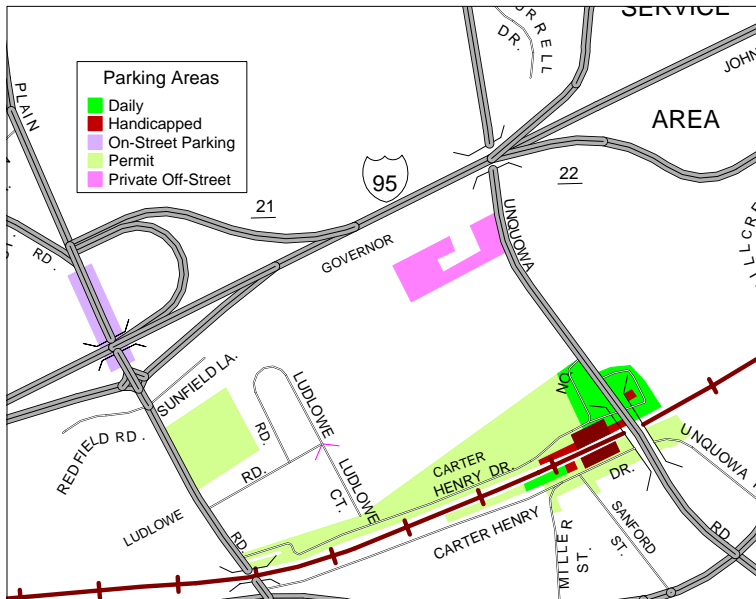 SERVICE
URRELL
DR.
JOHN
AREA
PLAIN
Parking Areas
Daily
Handicapped
On-Street Parking
Permit
Private Off-Street
95
22
21
RD.
GOVERNOR
UNQUOWA
SUNFIELD LA.
REDFIELD RD.
LUDLOWE
RD.
LUDLOWE
CT.
LUDLOWE
RD.
RD.
NO.
CARTER
HENRY DR.
CARTER HENRY
DR.
UNQUOWA
RD.
MILLER
ST.
SANFORD
ST.